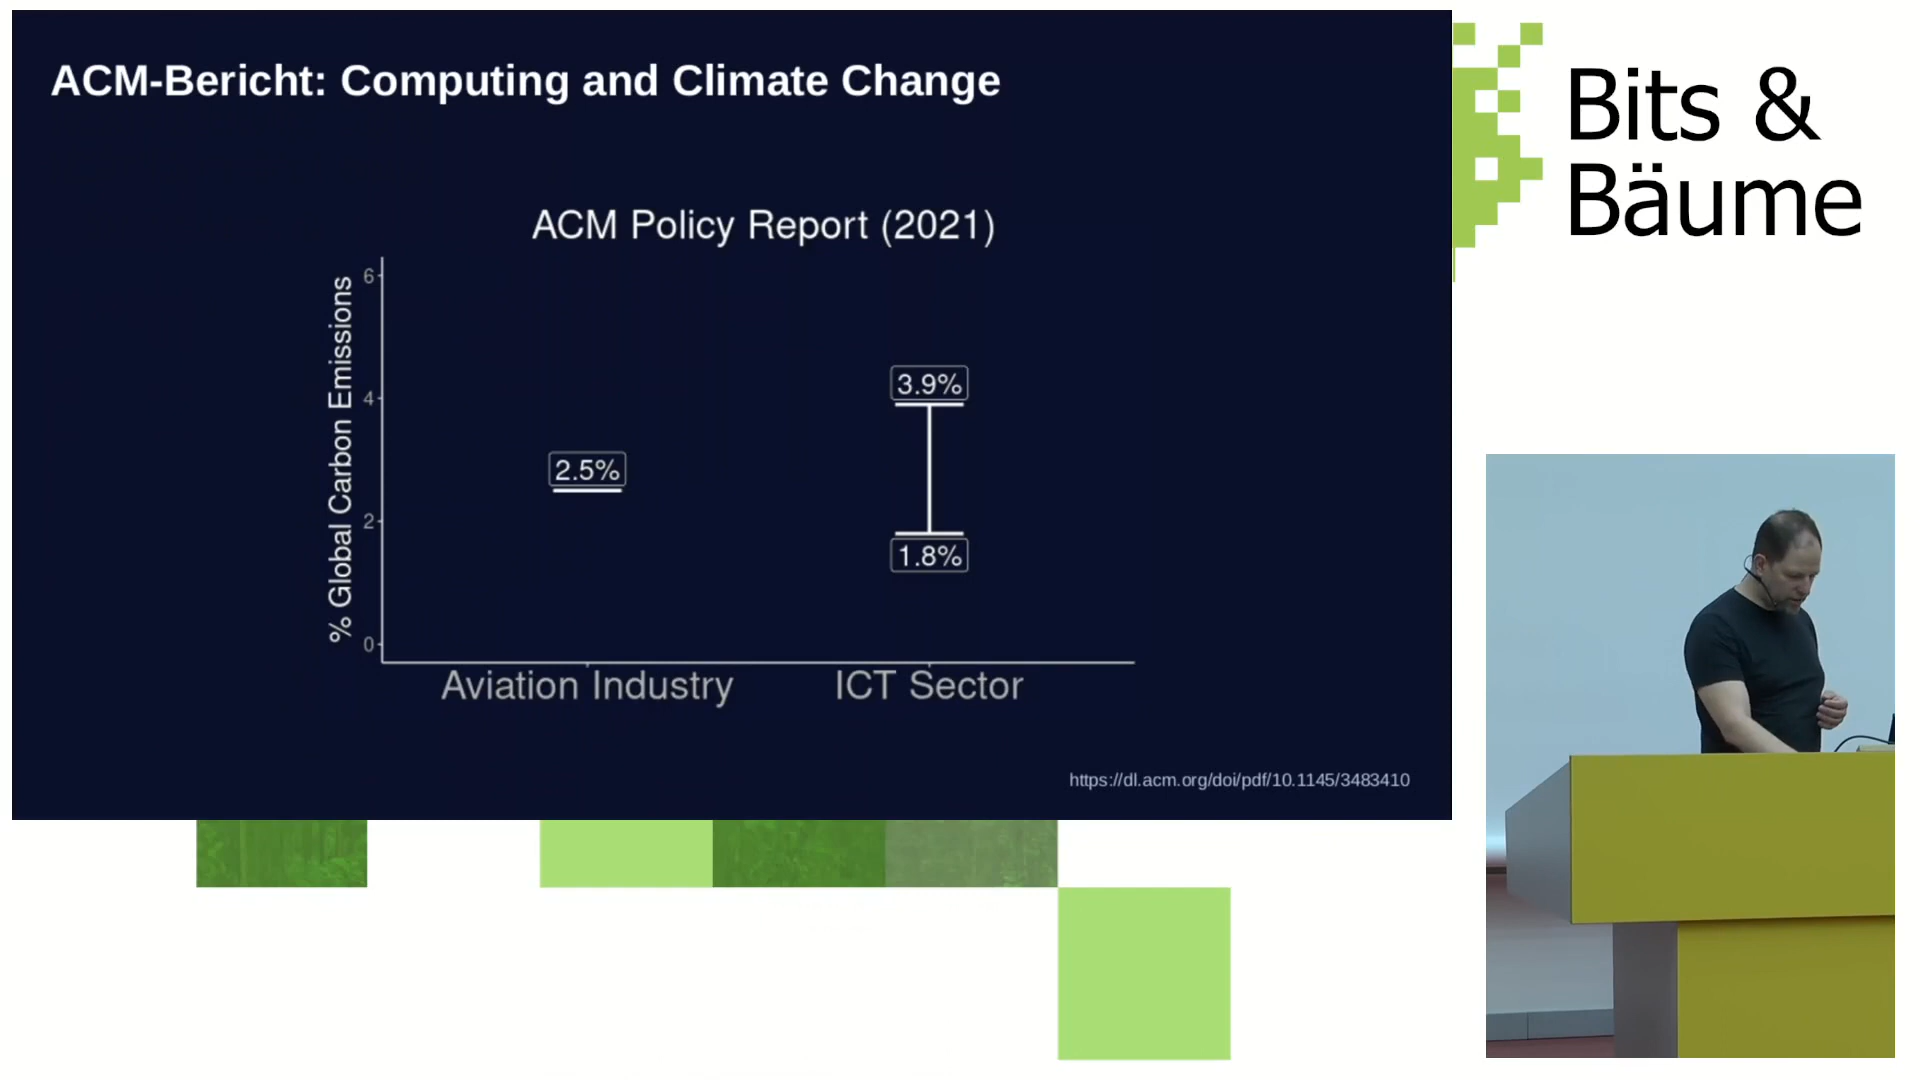 ACM-Bericht: Computing and Climate Change
ACM Policy Report (2021)
% Global Carbon Emissions
6
4
2
0
2.5%
3.9%
1.8%
Aviation Industry
ICT Sector
https://dl.acm.org/doi/pdf/10.1145/3483410
Bits &
Bäume